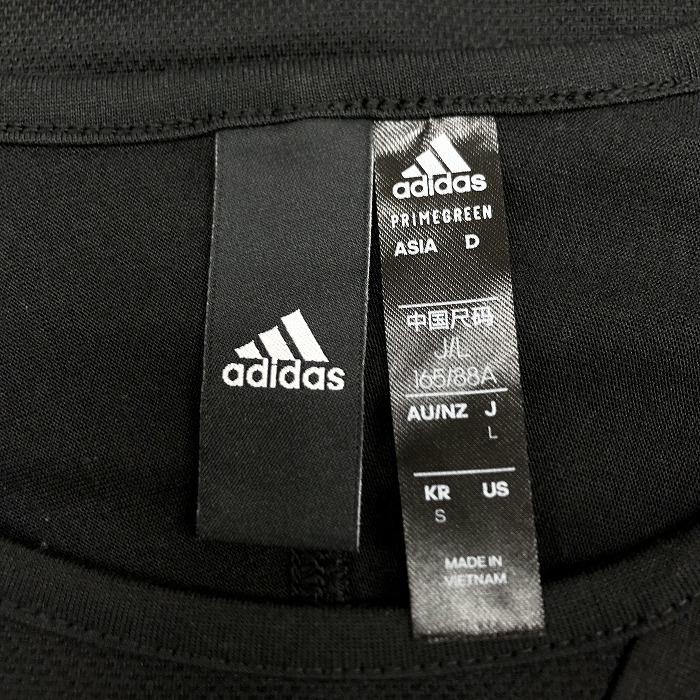 adidas
adidas
PRIMEGREEN
ASIA D
中国尺码
J/L
165/88A
AU/NZ J
L
KR US
S
MADE IN
VIETNAM